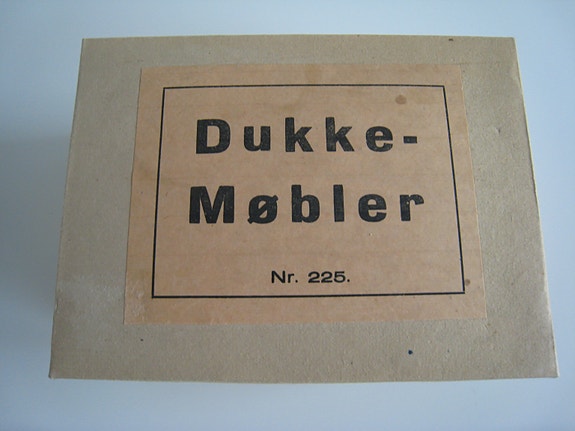 Dukke-
Møbler
Nr. 225.